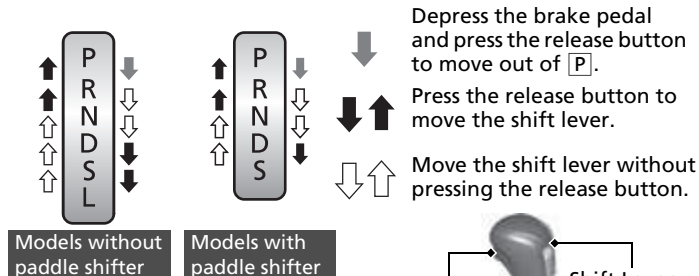 P
R
N
D
S
L
P
R
N
D
S
Depress the brake pedal
and press the release button
to move out of P.
Press the release button to
move the shift lever.
Move the shift lever without
pressing the release button.
Models without
paddle shifter
Models with
paddle shifter